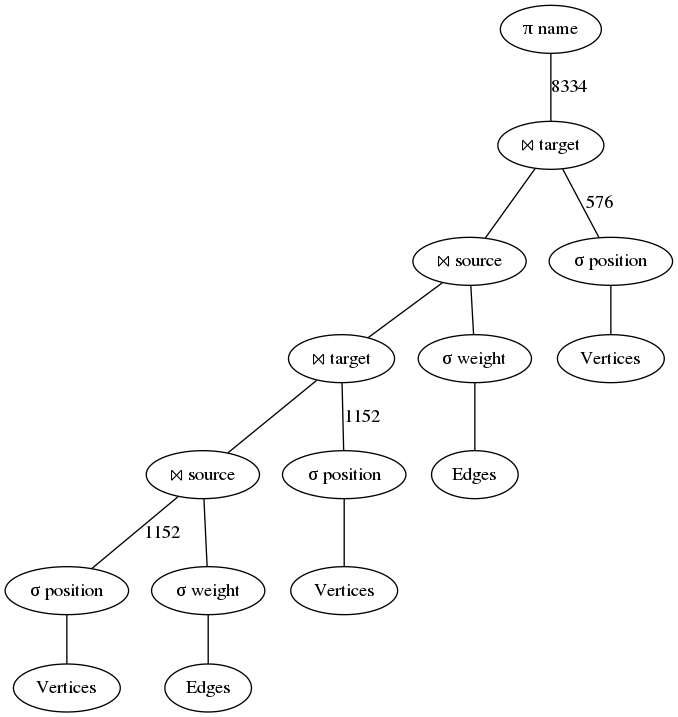 π name
8334
⋈ target
576
⋈ source
σ position
⋈ target
σ weight
Vertices
1152
⋈ source
σ position
Edges
1152
σ position
σ weight
Vertices
Vertices
Edges